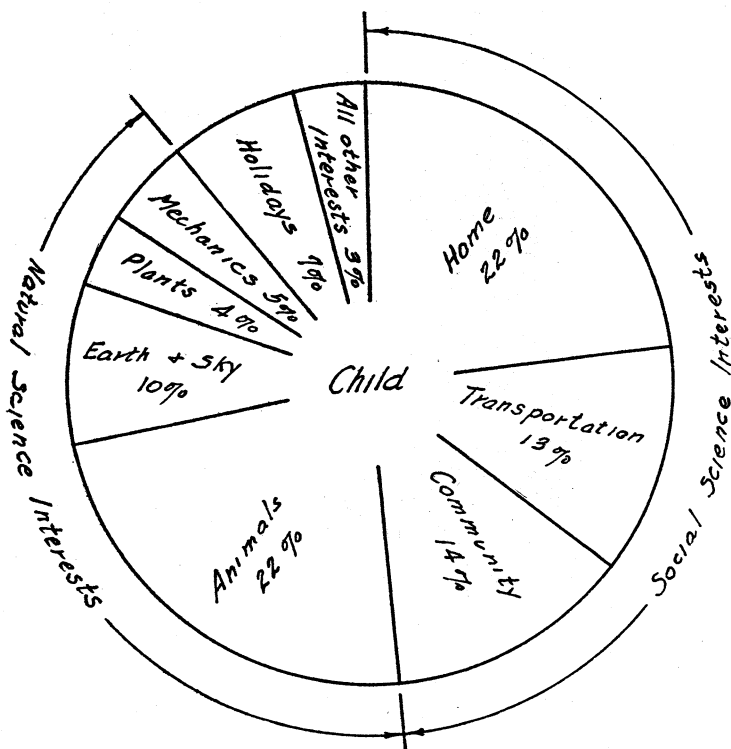 All other
Interests 3%
Holidays 7%
Mechanics 5%
Plants 4%
Earth + Sky
10%
Animals
22%
Community
14%
Transportation
13%
Home
22%
Child
Natural Science Interests
Social Science Interests